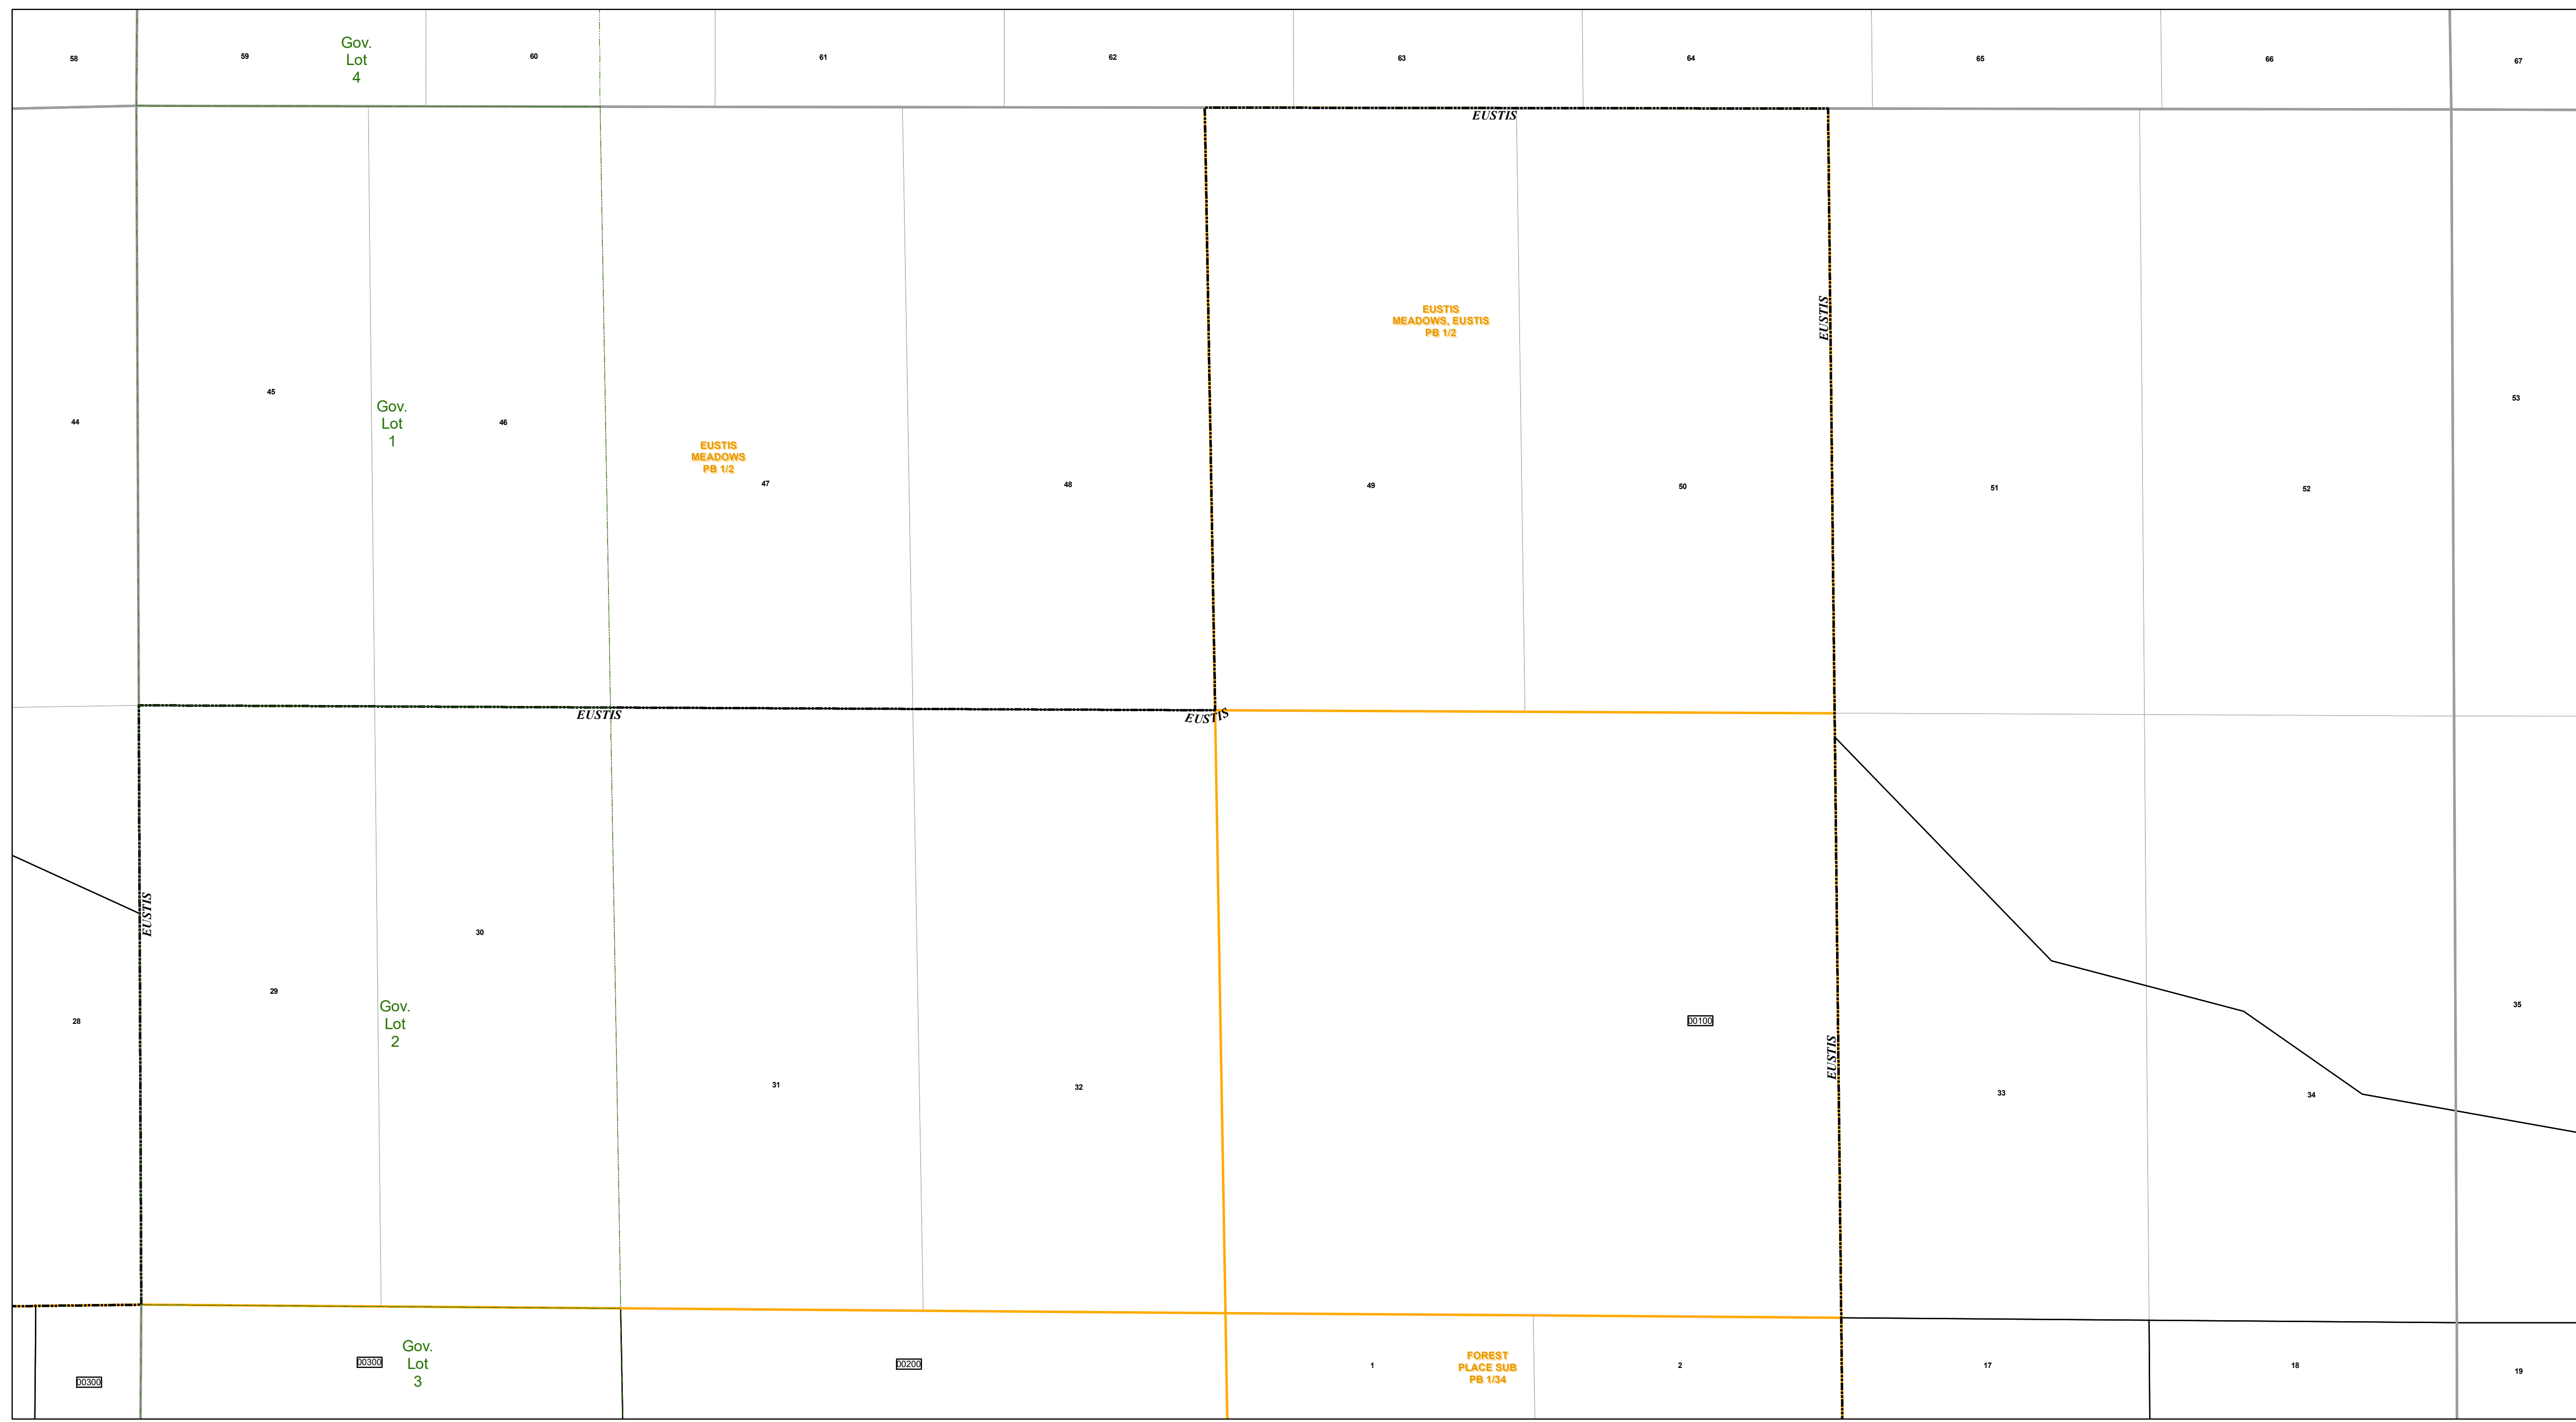 58
59
Gov.
Lot
4
60
61
62
63
64
65
66
67
EUSTIS
EUSTIS
MEADOWS, EUSTIS
PB 1/2
EUSTIS
44
45
Gov.
Lot
1
46
EUSTIS
MEADOWS
PB 1/2
47
48
49
50
51
52
53
EUSTIS
EUSTIS
EUSTIS
28
29
30
Gov.
Lot
2
31
32
00100
EUSTIS
33
34
35
00300
00300
Gov.
Lot
3
00200
1
FOREST
PLACE SUB
PB 1/34
2
17
18
19